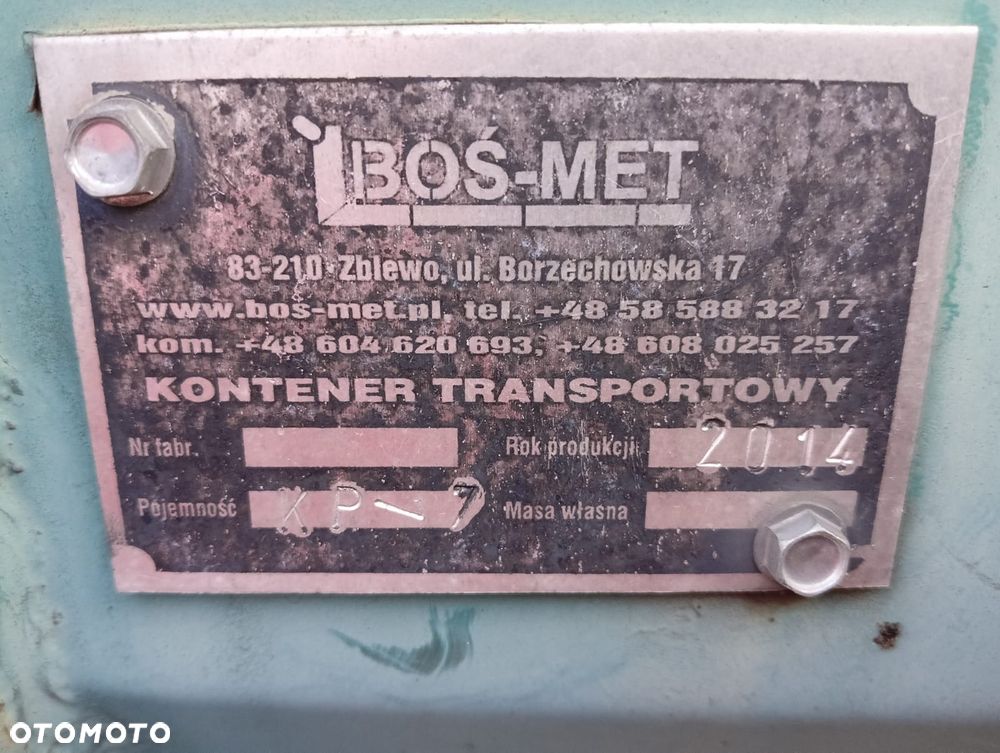 BOŚ-MET
83-210 Zblewo, ul. Borzechowska 17
www.bos-met.pl, tel. +48 58 588 32 17
kom. +48 604 620 693, +48 608 025 257
KONTENER TRANSPORTOWY
Nr fabr. Rok produkcji 2014
Pojemność KP-7 Masa własna
OTOMOTO